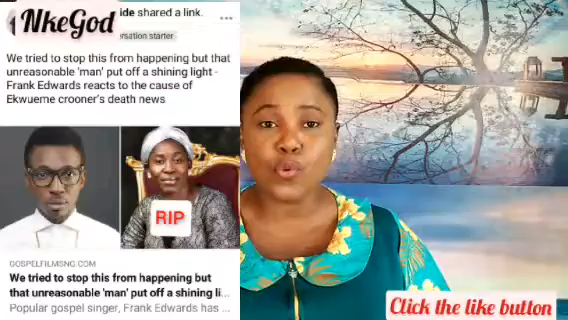 NkeGod
ide shared a link.
ersation starter
We tried to stop this from happening but that
unreasonable 'man' put off a shining light -
Frank Edwards reacts to the cause of
Ekwueme crooner's death news
RIP
GOSPELFILMSNG.COM
We tried to stop this from happening but
that unreasonable 'man' put off a shining li...
Popular gospel singer, Frank Edwards has ...
Click the like button